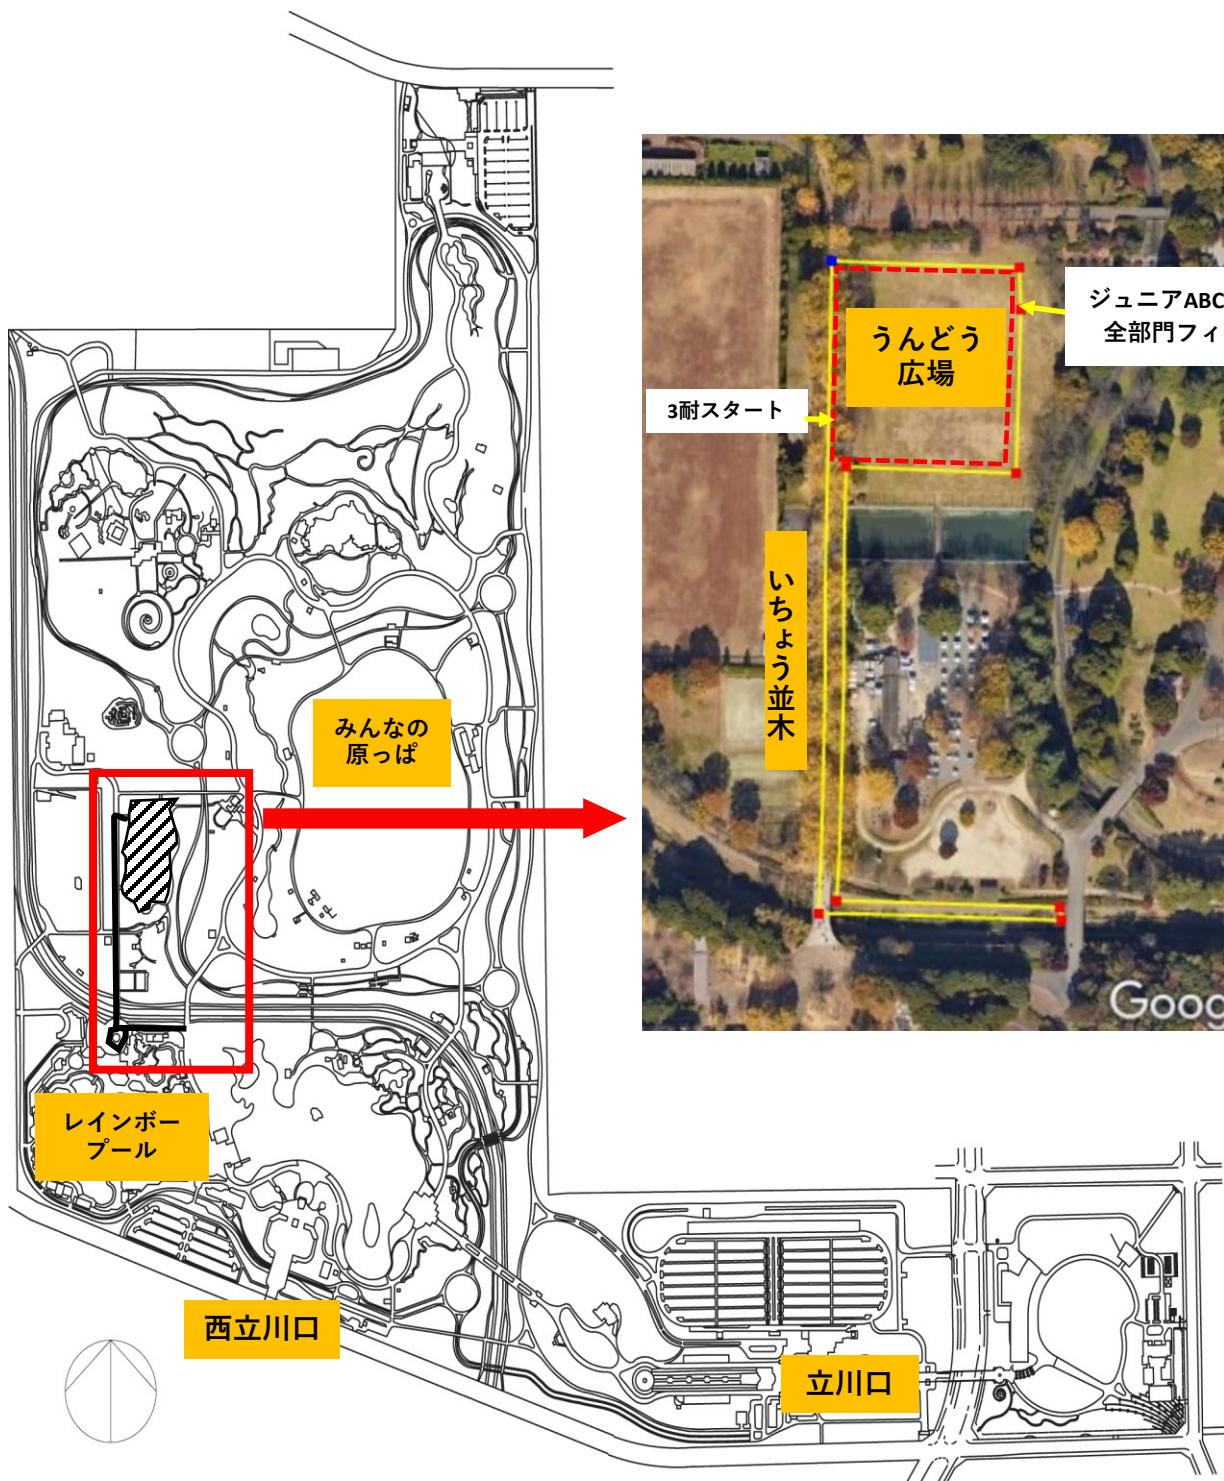 ジュニアABC
全部門フィ
うんどう
広場
3耐スタート
いちょう並木
みんなの
原っぱ
レインボー
プール
西立川口
立川口
Goog